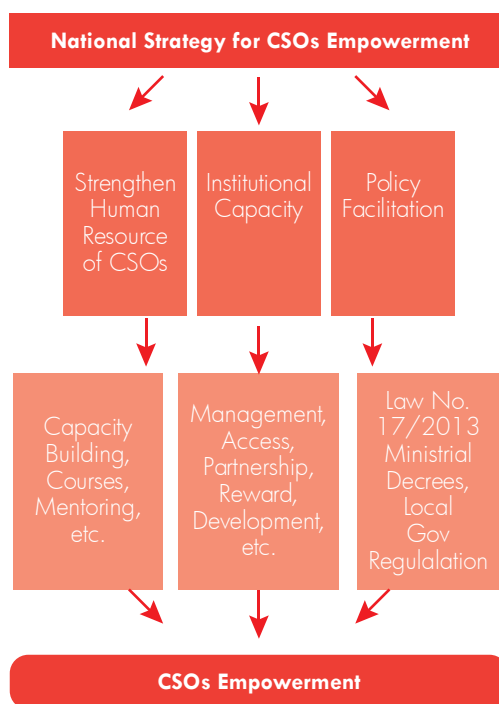 National Strategy for CSOs Empowerment
Strengthen
Human
Resource
of CSOs
Institutional
Capacity
Policy
Facilitation
Capacity
Building,
Courses,
Mentoring,
etc.
Management,
Access,
Partnership,
Reward,
Development,
etc.
Law No.
17/2013
Ministrial
Decrees,
Local
Gov
Regulalation
CSOs Empowerment